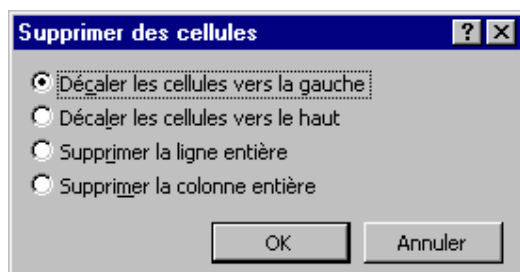 Supprimer des cellules ? X
Décaler les cellules vers la gauche
Décaler les cellules vers le haut
Supprimer la ligne entière
Supprimer la colonne entière
OK Annuler